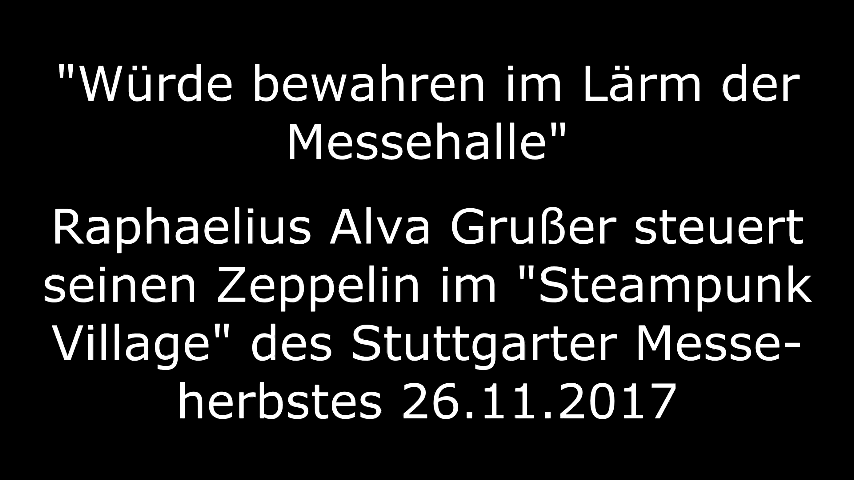 "Würde bewahren im Lärm der
Messehalle"
Raphaelius Alva Grußer steuert
seinen Zeppelin im "Steampunk
Village" des Stuttgarter Messe-
herbstes 26.11.2017